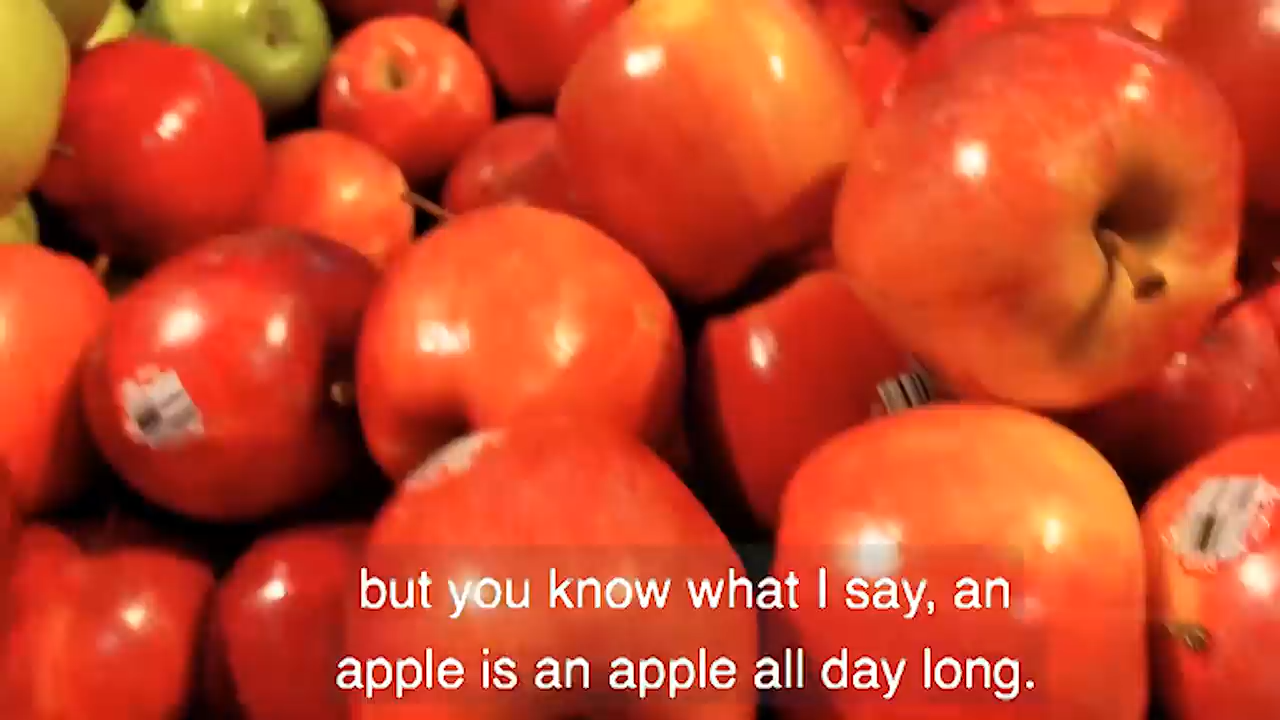 but you know what I say, an
apple is an apple all day long.